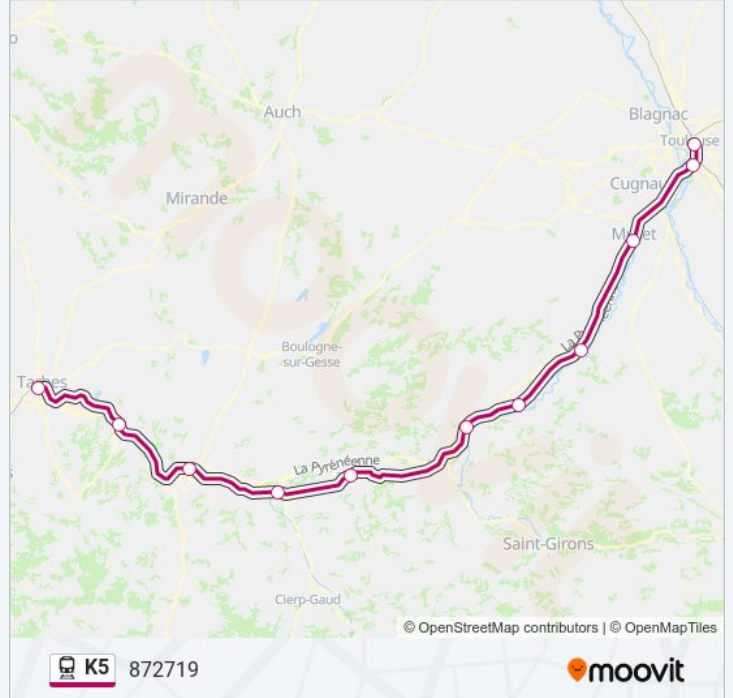 Auch
Blagnac
Toulouse
Cugnau
Mirande
Muret
Boulogne-
sur-Gesse
Tarbes
La Pyrénéenne
Saint-Girons
Cierp-Gaud
© OpenStreetMap contributors | © OpenMapTiles
K5 872719
moovit